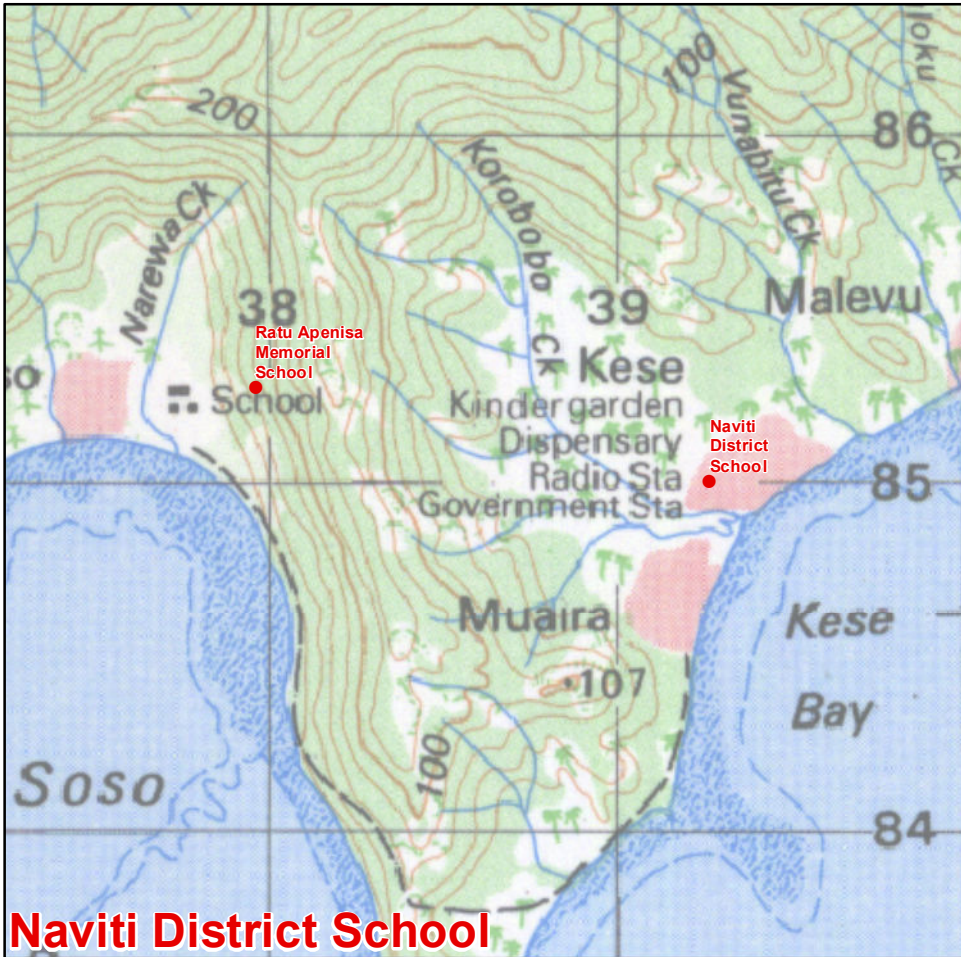 200
100
Vunabitu Ck
loku
Ck
86
Korobobo
Ck
Narewa Ck
38
39
Malevu
Ratu Apenisa
Memorial
School
School
so
Kese
Kindergarden
Dispensary
Radio Sta
Government Sta
Naviti
District
School
85
Muaira
107
Kese
Bay
100
Soso
84
Naviti District School